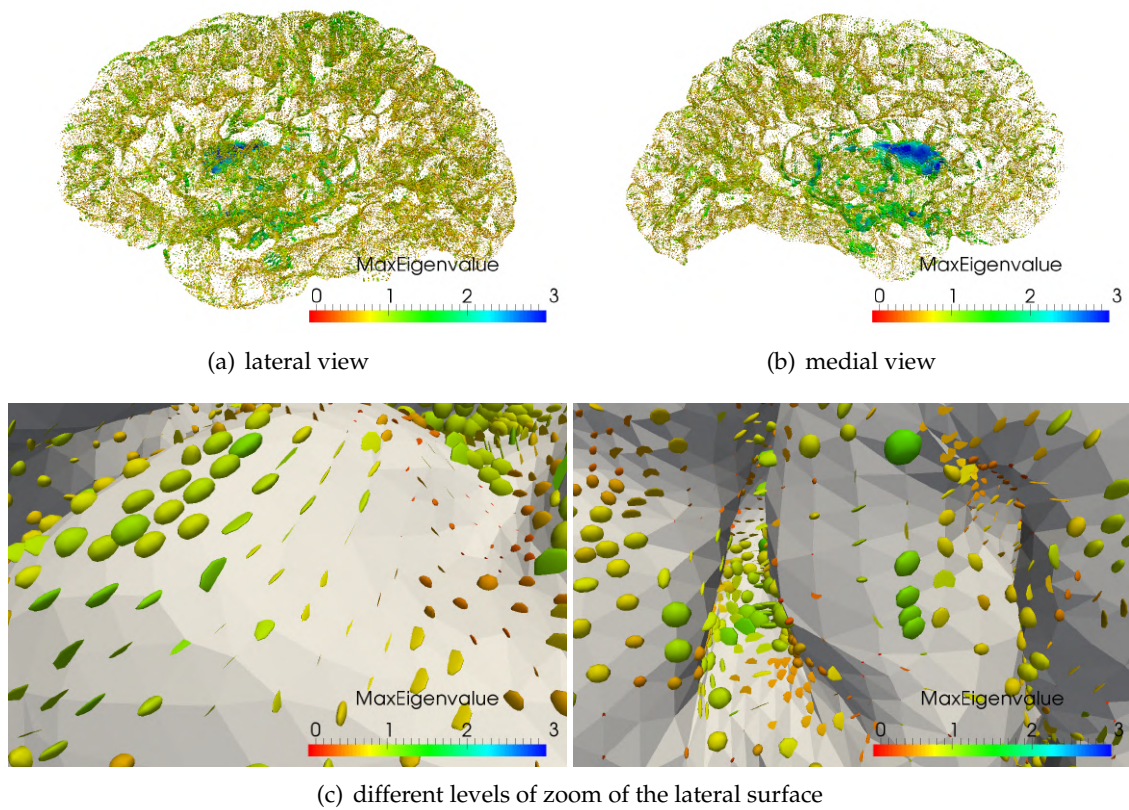 MaxEigenvalue
0 1 2 3
MaxEigenvalue
0 1 2 3
(a) lateral view
(b) medial view
MaxEigenvalue
0 1 2 3
MaxEigenvalue
0 1 2 3
(c) different levels of zoom of the lateral surface